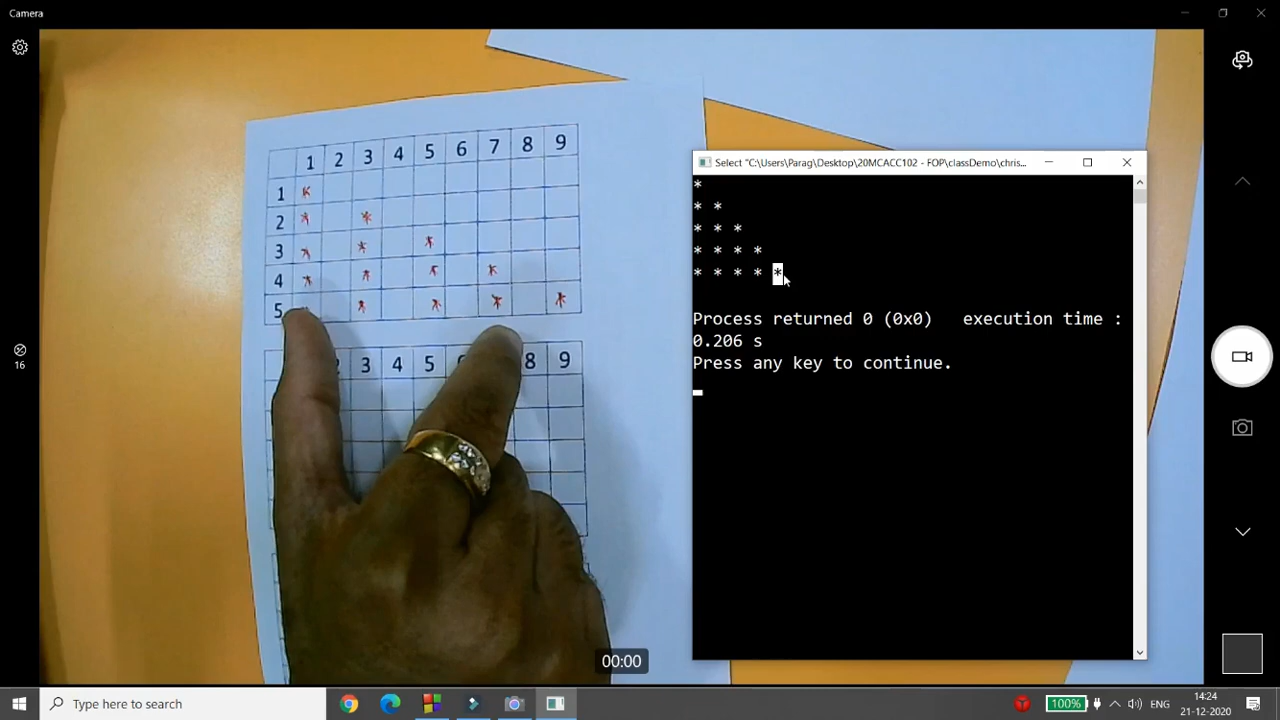 Camera
1 2 3 4 5 6 7 8 9
1 *
2 * *
3 * * *
4 * * * *
5 * * * * *
2 3 4 5 8 9
16
Select "C:\Users\Parag\Desktop\20MCACC102 - FOP\classDemo\chris...
*
* *
* * *
* * * *
* * * * *
Process returned 0 (0x0) execution time :
0.206 s
Press any key to continue.
00:00
Type here to search
100%
ENG
14:24
21-12-2020